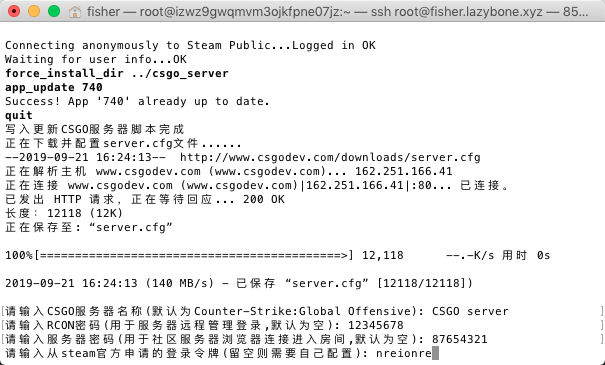 fisher — root@izwz9gwqmvm3ojkfpne07jz:~ — ssh root@fisher.lazybone.xyz — 85...
Connecting anonymously to Steam Public...Logged in OK
Waiting for user info...OK
force_install_dir ../csgo_server
app_update 740
Success! App '740' already up to date.
quit
写入更新CSGO服务器脚本完成
正在下载并配置server.cfg文件......
--2019-09-21 16:24:13--  http://www.csgodev.com/downloads/server.cfg
正在解析主机 www.csgodev.com (www.csgodev.com)... 162.251.166.41
正在连接 www.csgodev.com (www.csgodev.com)|162.251.166.41|:80... 已连接。
已发出 HTTP 请求，正在等待回应... 200 OK
长度：12118 (12K)
正在保存至: “server.cfg”
100%[===========================================>] 12,118      --.-K/s 用时 0s
2019-09-21 16:24:13 (140 MB/s) - 已保存 “server.cfg” [12118/12118])
请输入CSGO服务器名称(默认为Counter-Strike:Global Offensive): CSGO server
请输入RCON密码(用于服务器远程管理登录,默认为空): 12345678
请输入服务器密码(用于社区服务器浏览器连接进入房间,默认为空): 87654321
请输入从steam官方申请的登录令牌(留空则需要自己配置): nreionre